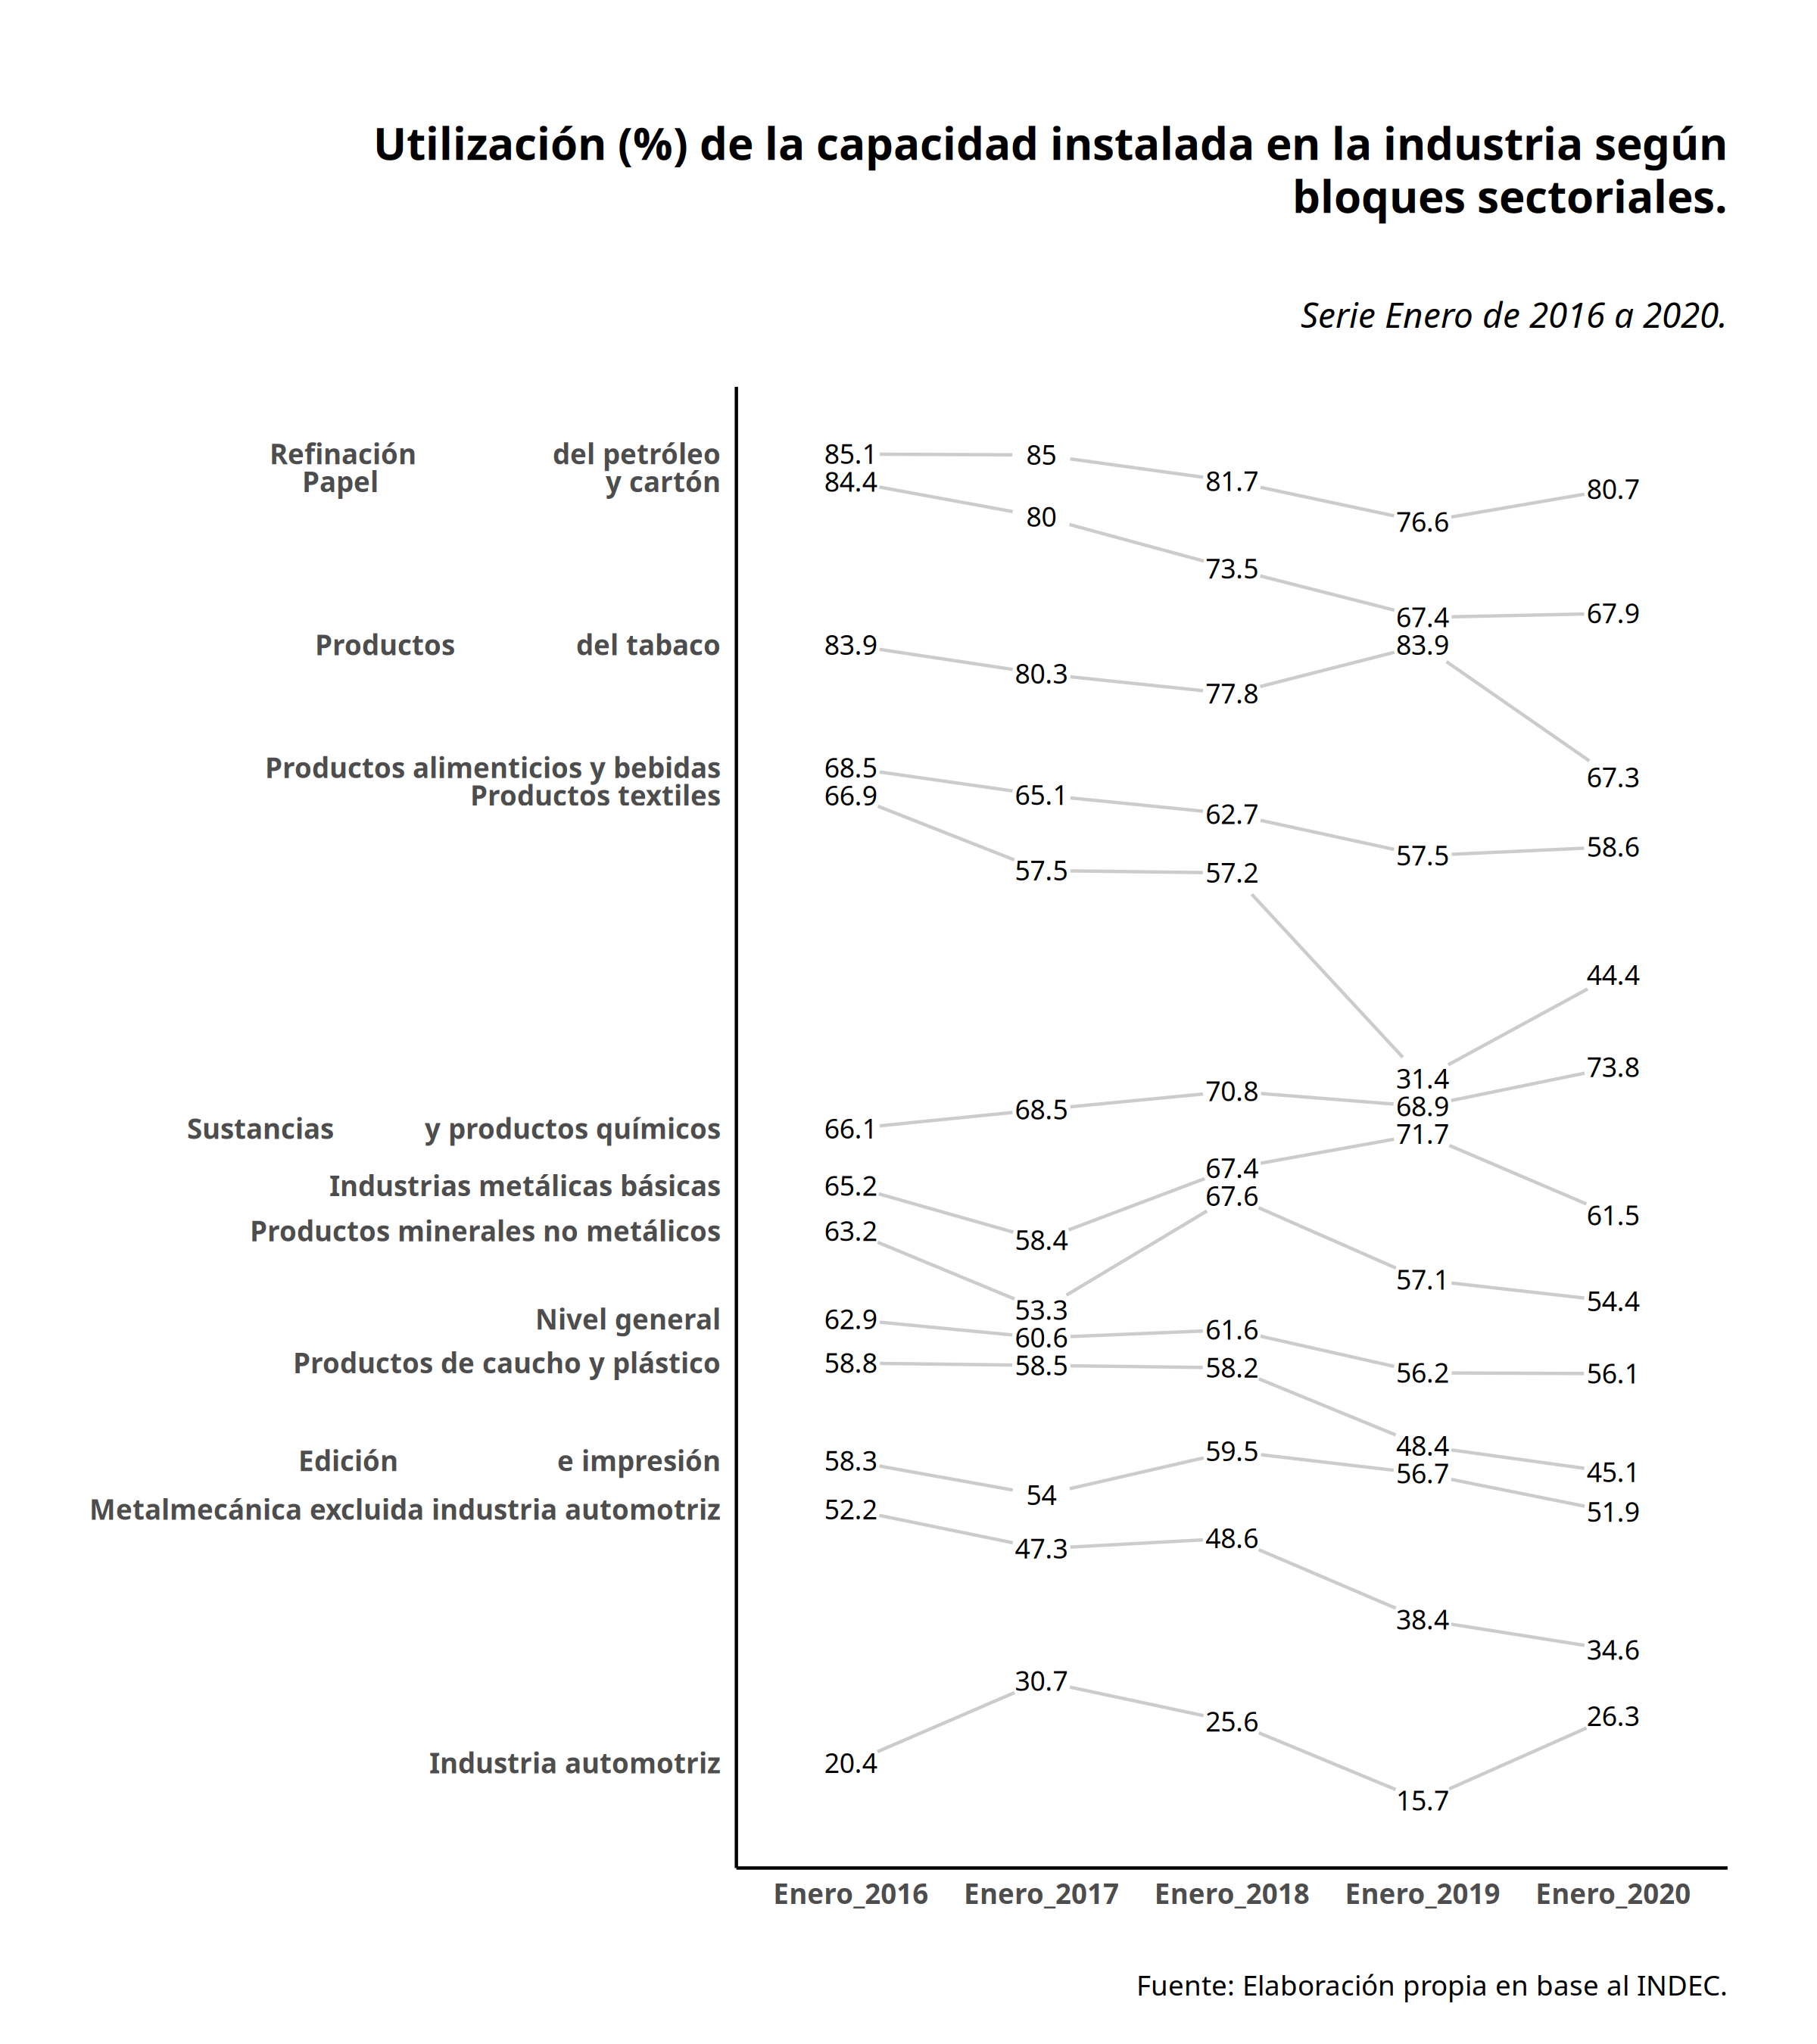 Utilización (%) de la capacidad instalada en la industria según
bloques sectoriales.
Serie Enero de 2016 a 2020.
Refinación del petróleo 85.1 85 81.7 76.6 80.7
Papel y cartón 84.4 80 73.5 67.4 67.9
Productos del tabaco 83.9 80.3 77.8 83.9 67.3
Productos alimenticios y bebidas 68.5 65.1 62.7 57.5 58.6
Productos textiles 66.9 57.5 57.2 31.4 44.4
Sustancias y productos químicos 66.1 68.5 70.8 68.9 73.8
Industrias metálicas básicas 65.2 58.4 67.4 71.7 61.5
Productos minerales no metálicos 63.2 53.3 67.6 57.1 54.4
Nivel general 62.9 60.6 61.6 56.2 56.1
Productos de caucho y plástico 58.8 58.5 58.2 48.4 45.1
Edición e impresión 58.3 54 59.5 56.7 51.9
Metalmecánica excluida industria automotriz 52.2 47.3 48.6 38.4 34.6
Industria automotriz 20.4 30.7 25.6 15.7 26.3
Enero_2016 Enero_2017 Enero_2018 Enero_2019 Enero_2020
Fuente: Elaboración propia en base al INDEC.